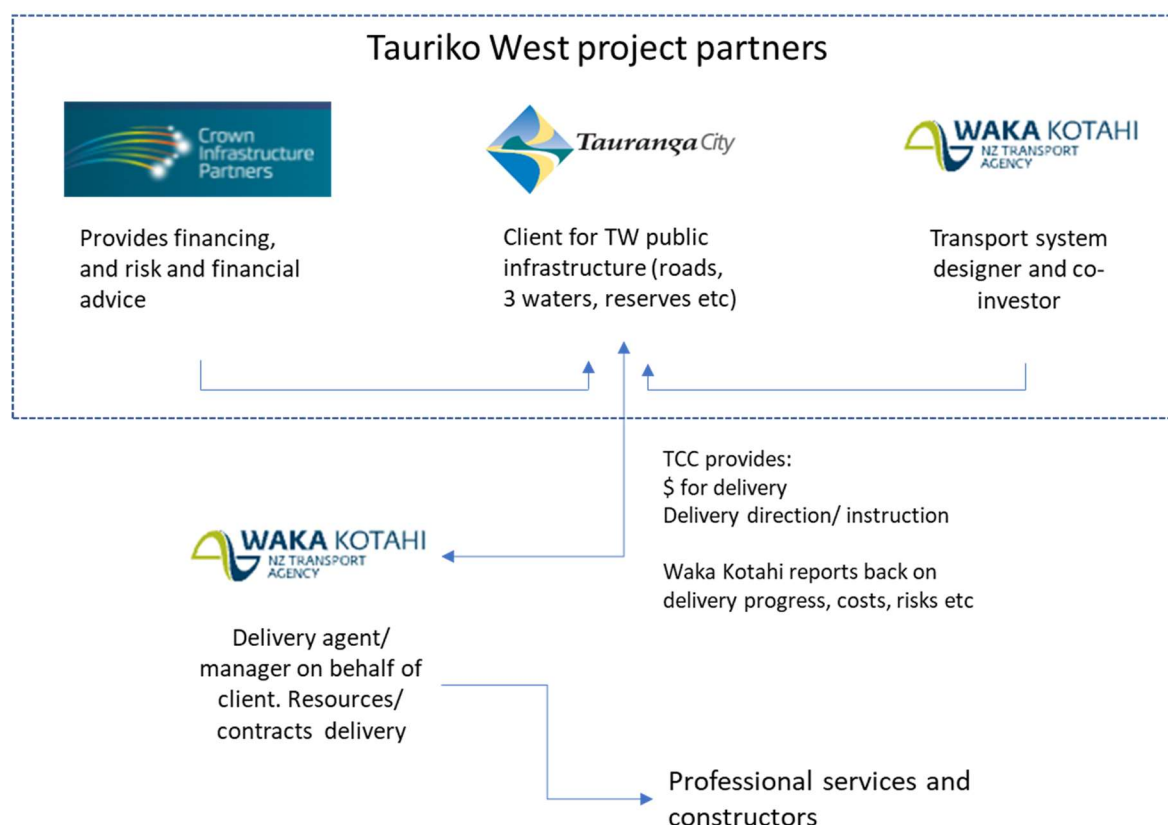 Tauriko West project partners
Crown
Infrastructure
Partners
Tauranga City
WAKA KOTAHI
NZ TRANSPORT
AGENCY
Provides financing,
and risk and financial
advice
Client for TW public
infrastructure (roads,
3 waters, reserves etc)
Transport system
designer and co-
investor
TCC provides:
$ for delivery
Delivery direction/ instruction
Waka Kotahi reports back on
delivery progress, costs, risks etc
WAKA KOTAHI
NZ TRANSPORT
AGENCY
Delivery agent/
manager on behalf of
client. Resources/
contracts delivery
Professional services and
constructors